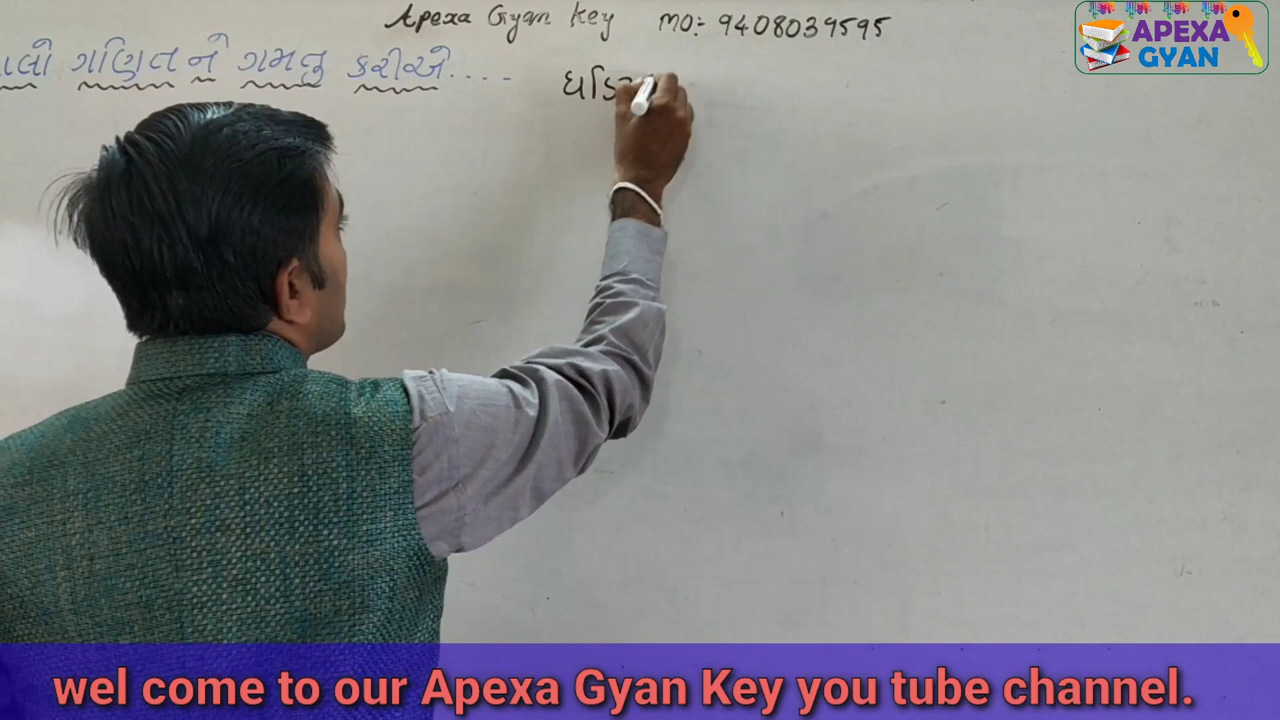 Apexa Gyan Key MO:- 9408039595
APEXA
GYAN
ગણિત ને ગમતુ કરીએ....
wel come to our Apexa Gyan Key you tube channel.